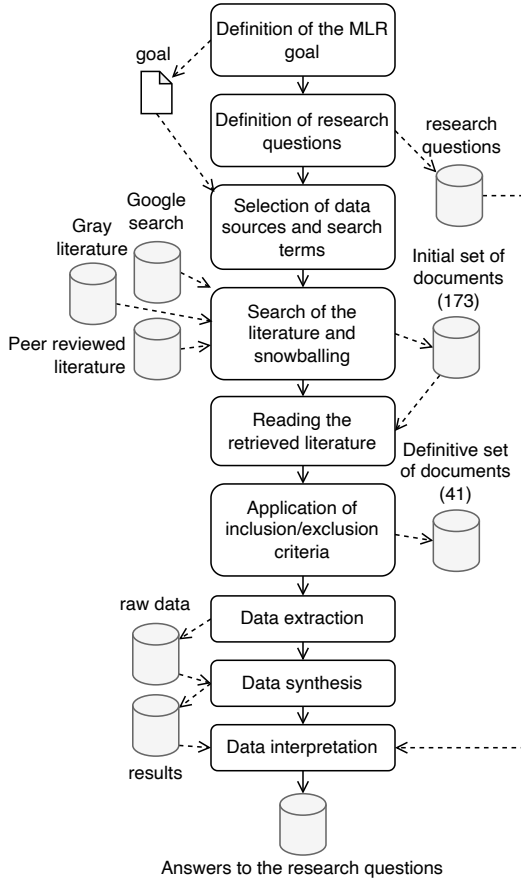 Definition of the MLR
goal
goal
Definition of research
questions
research
questions
Selection of data
sources and search
terms
Google
search
Gray
literature
Peer reviewed
literature
Initial set of
documents
(173)
Search of the
literature and
snowballing
Reading the
retrieved literature
Definitive set
of documents
(41)
Application of
inclusion/exclusion
criteria
raw data
Data extraction
Data synthesis
results
Data interpretation
Answers to the research questions